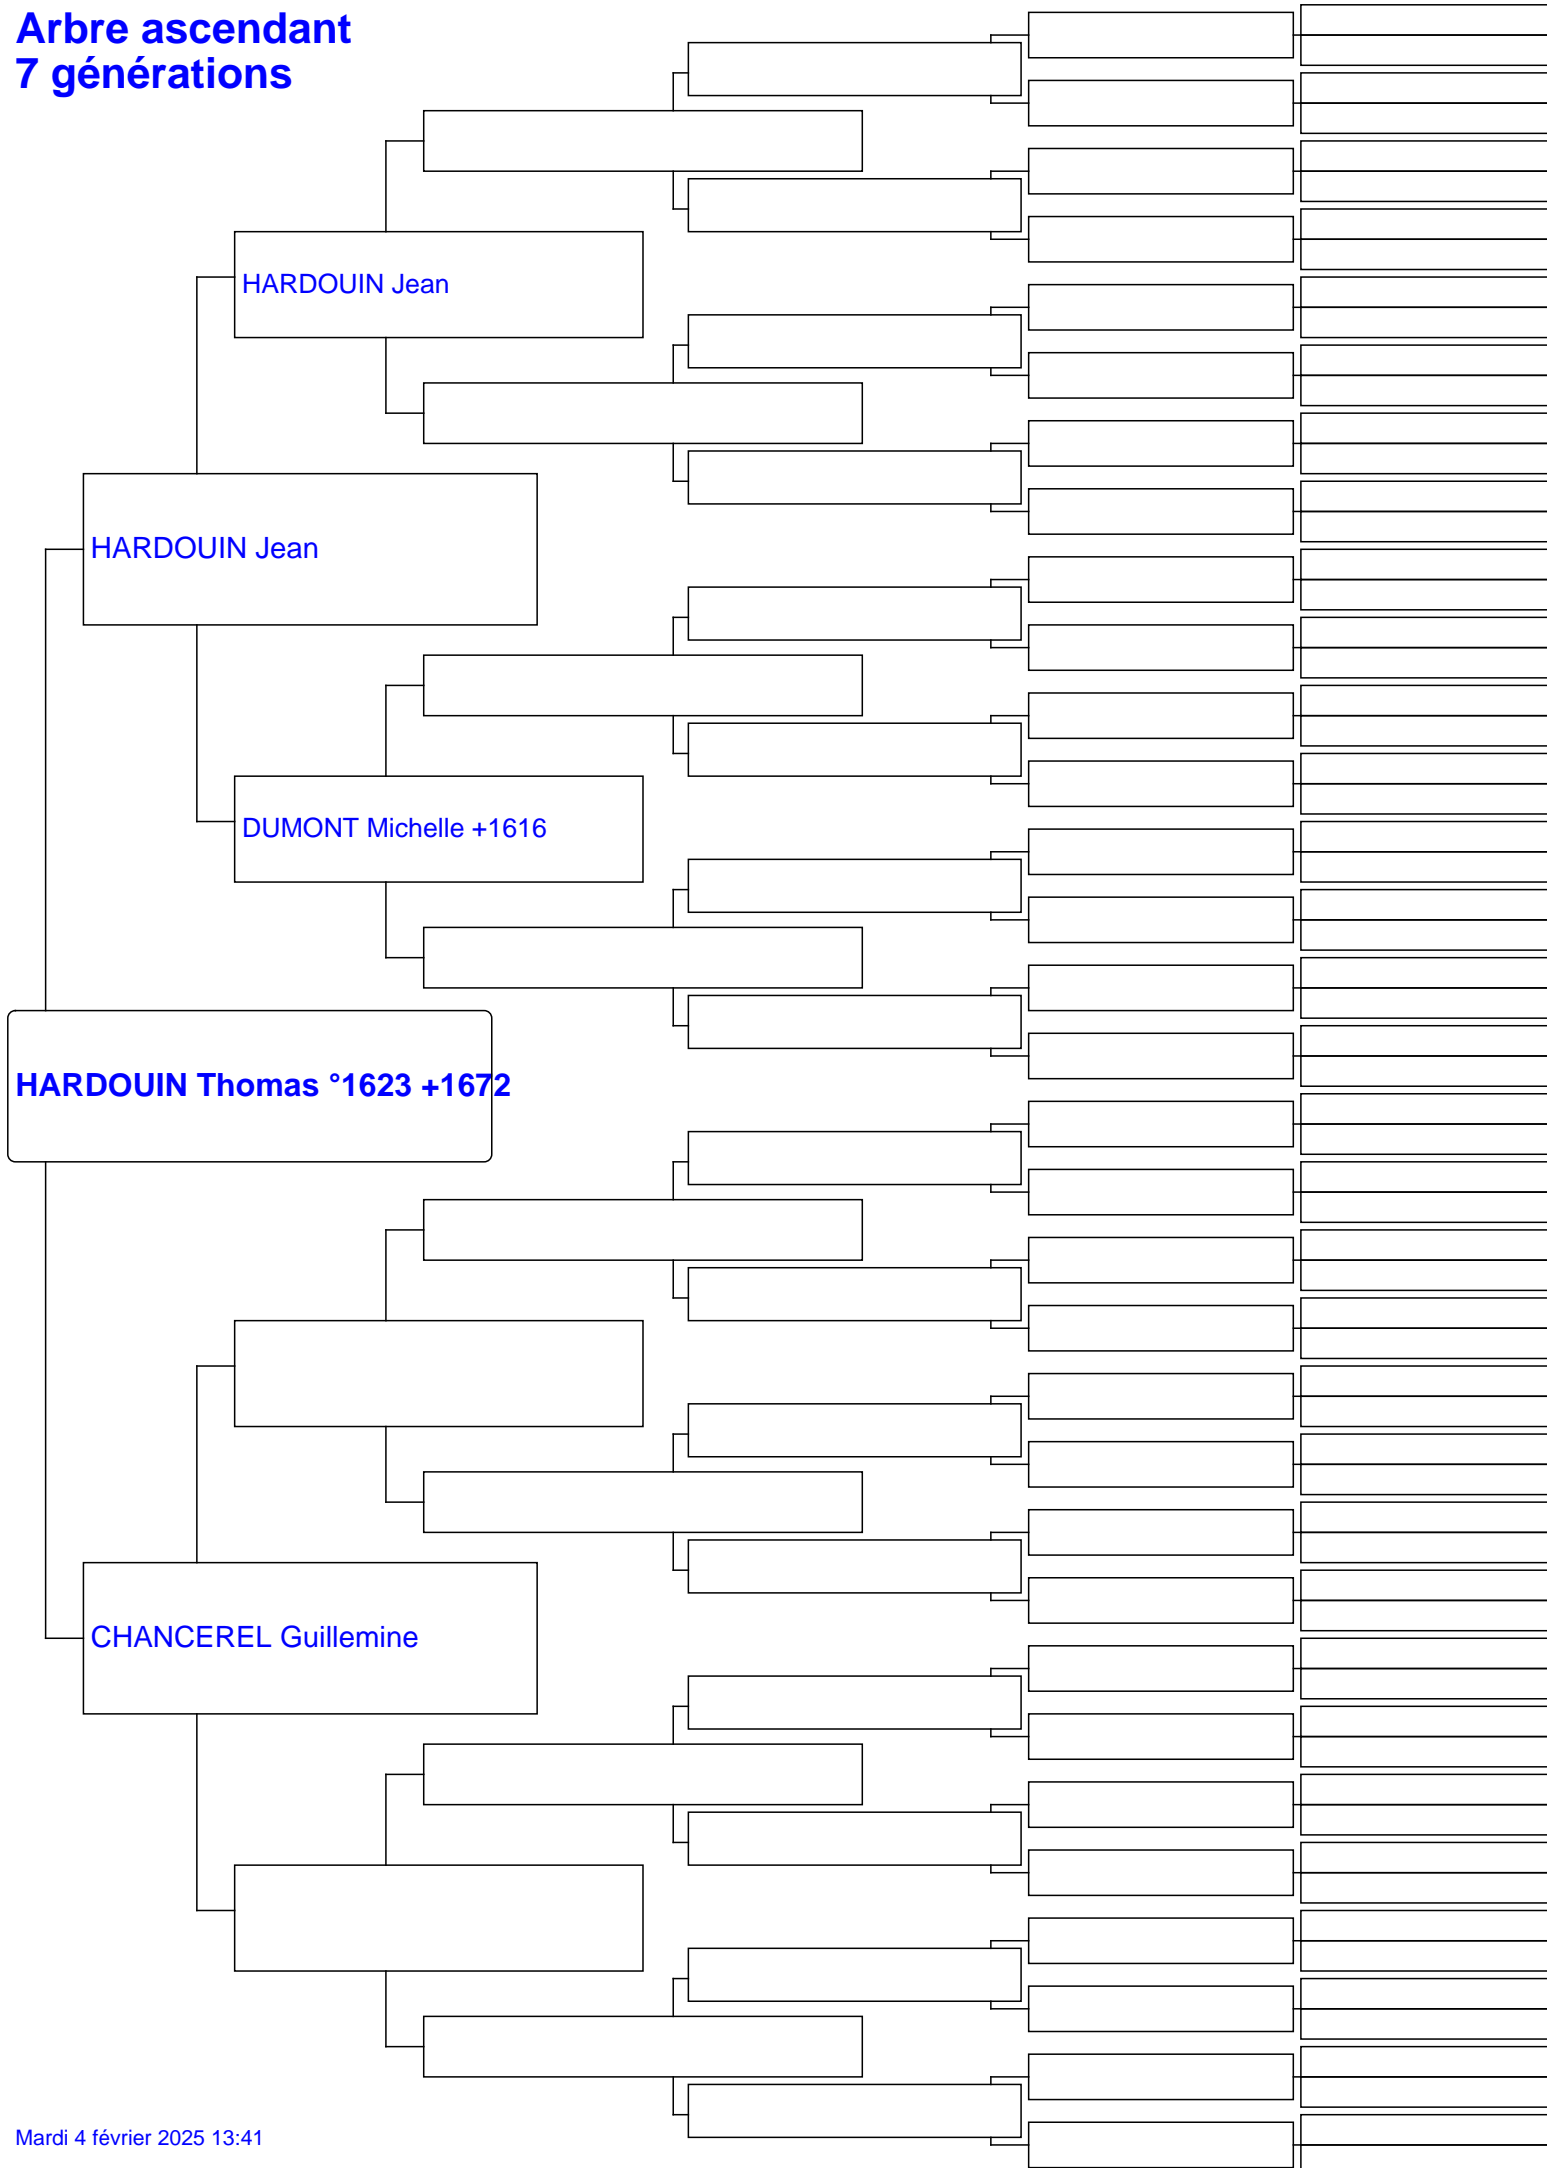 Arbre ascendant
7 générations
HARDOUIN Jean
HARDOUIN Jean
DUMONT Michelle +1616
HARDOUIN Thomas °1623 +1672
CHANCEREL Guillemine
Mardi 4 février 2025 13:41